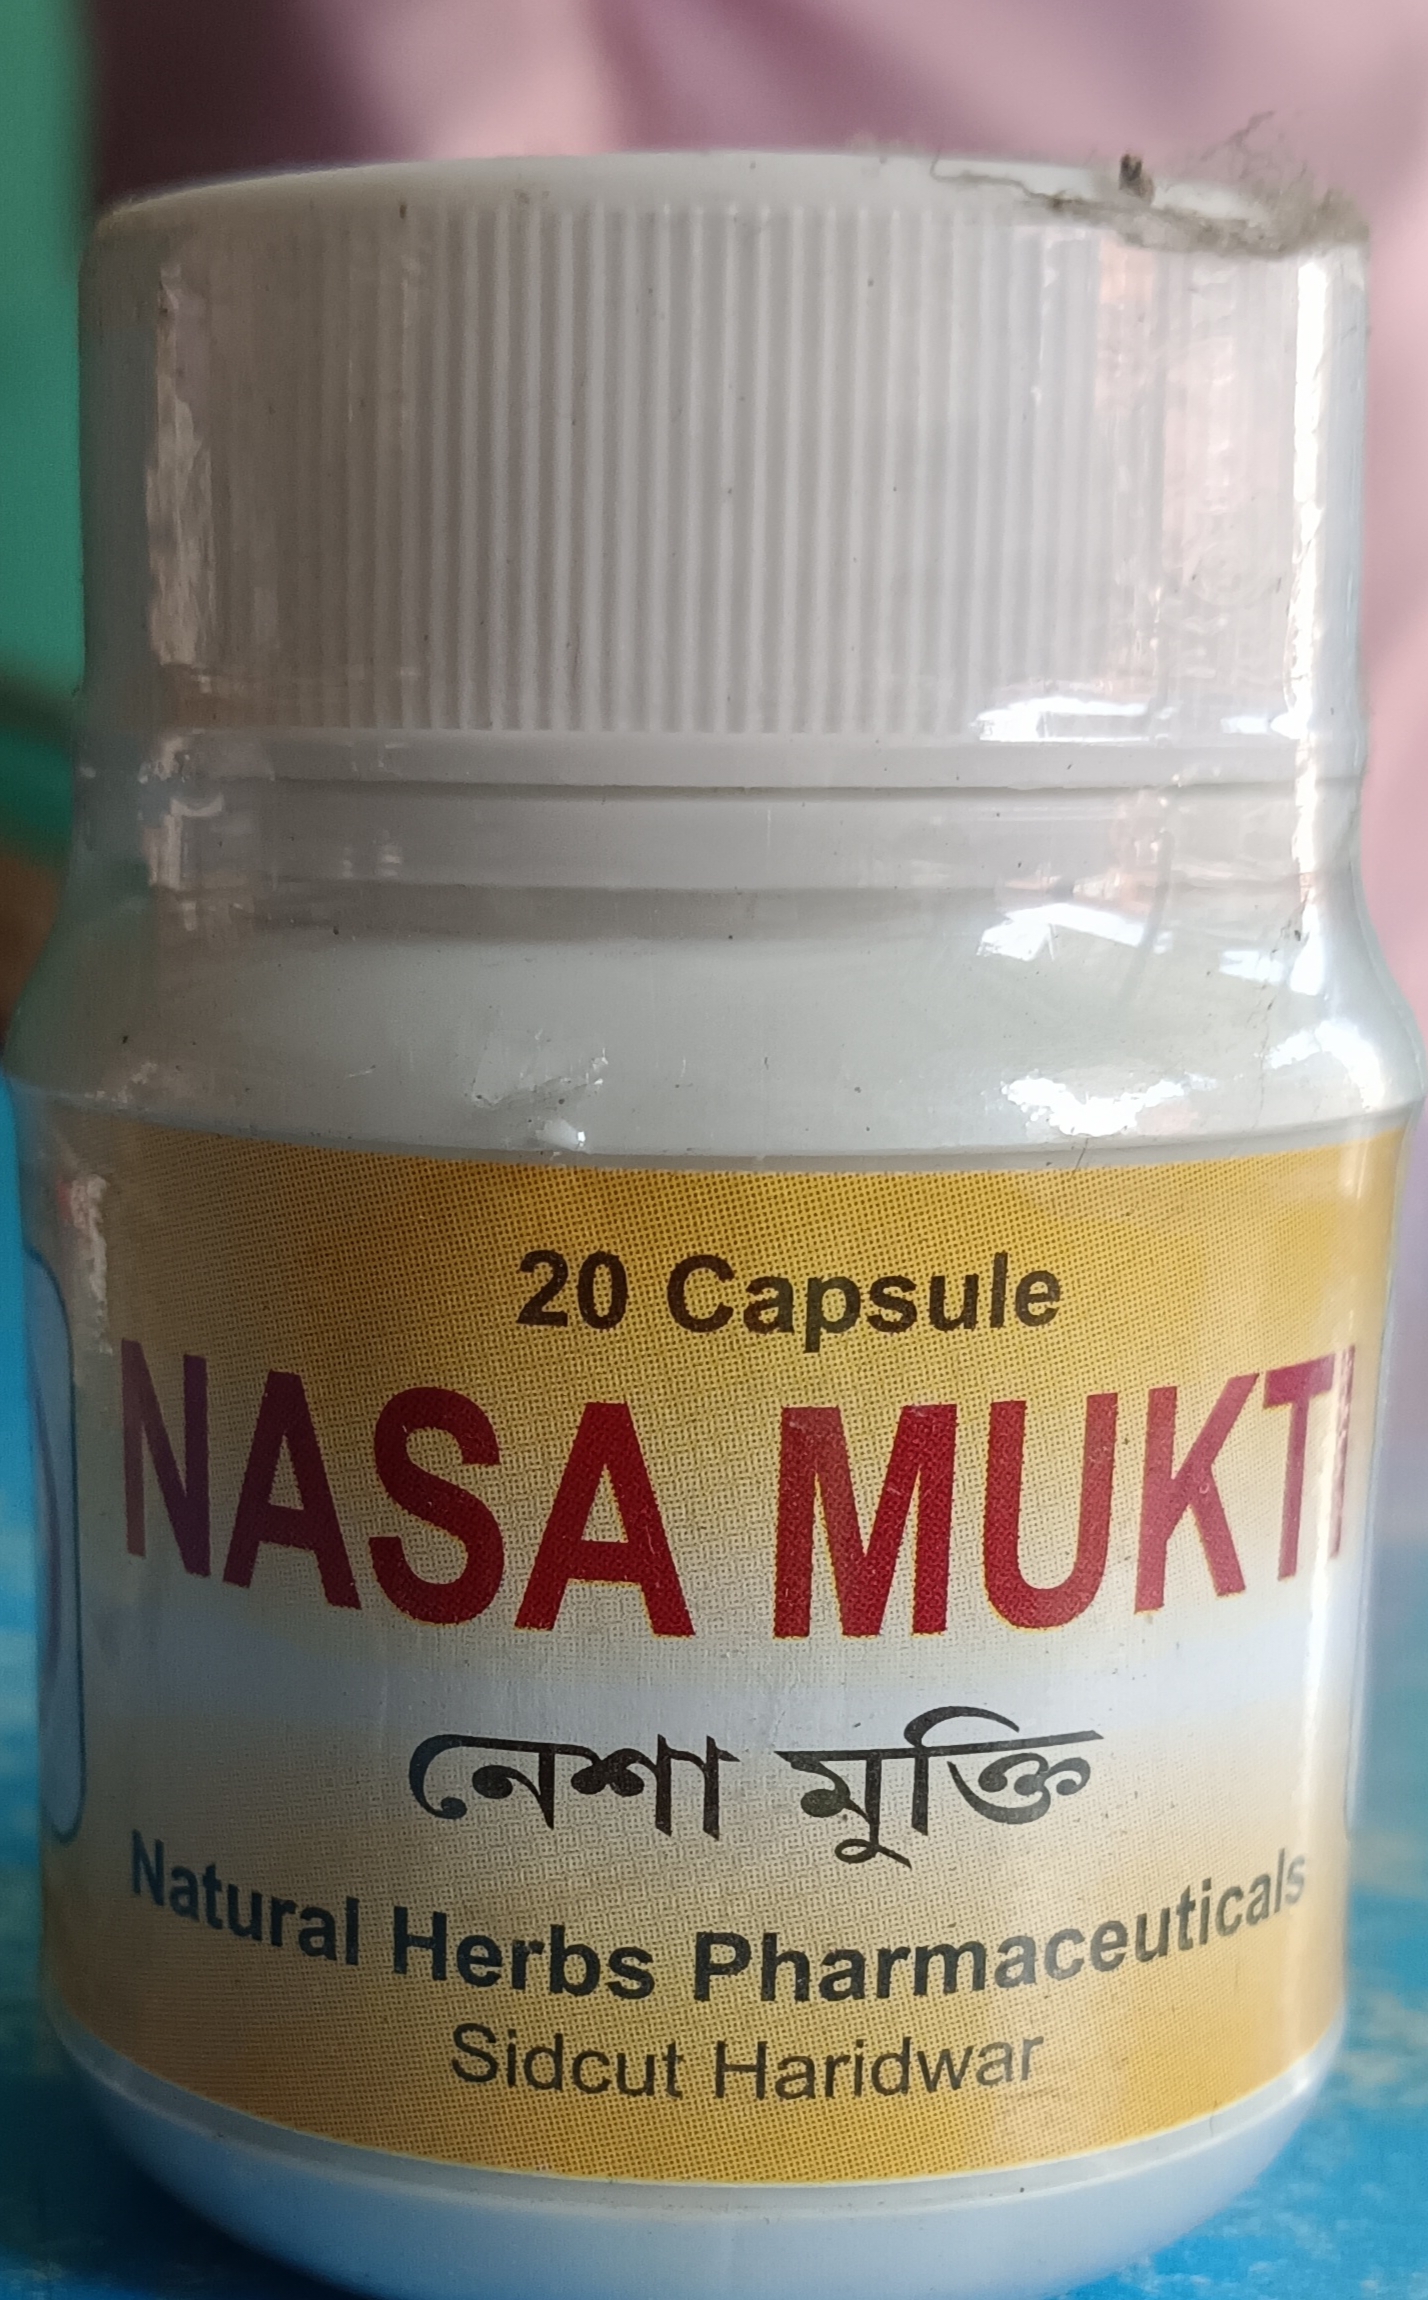 20 Capsule
NASA MUKTI
নেশা মুক্তি
Natural Herbs Pharmaceuticals
Sidcut Haridwar